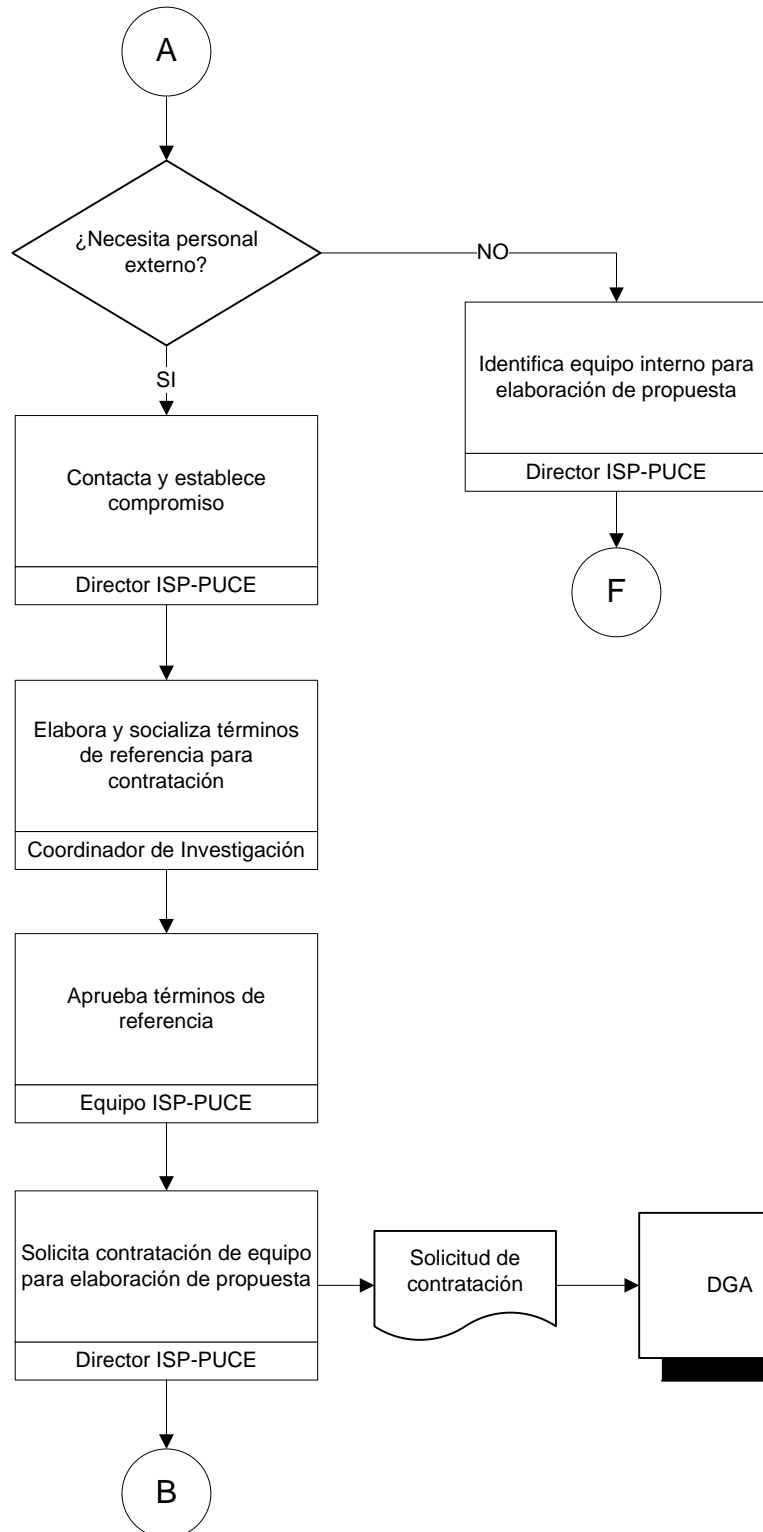 A
¿Necesita personal
externo?
NO
SI
Identifica equipo interno para
elaboración de propuesta
Director ISP-PUCE
F
Contacta y establece
compromiso
Director ISP-PUCE
Elabora y socializa términos
de referencia para
contratación
Coordinador de Investigación
Aprueba términos de
referencia
Equipo ISP-PUCE
Solicita contratación de equipo
para elaboración de propuesta
Director ISP-PUCE
Solicitud de
contratación
DGA
B